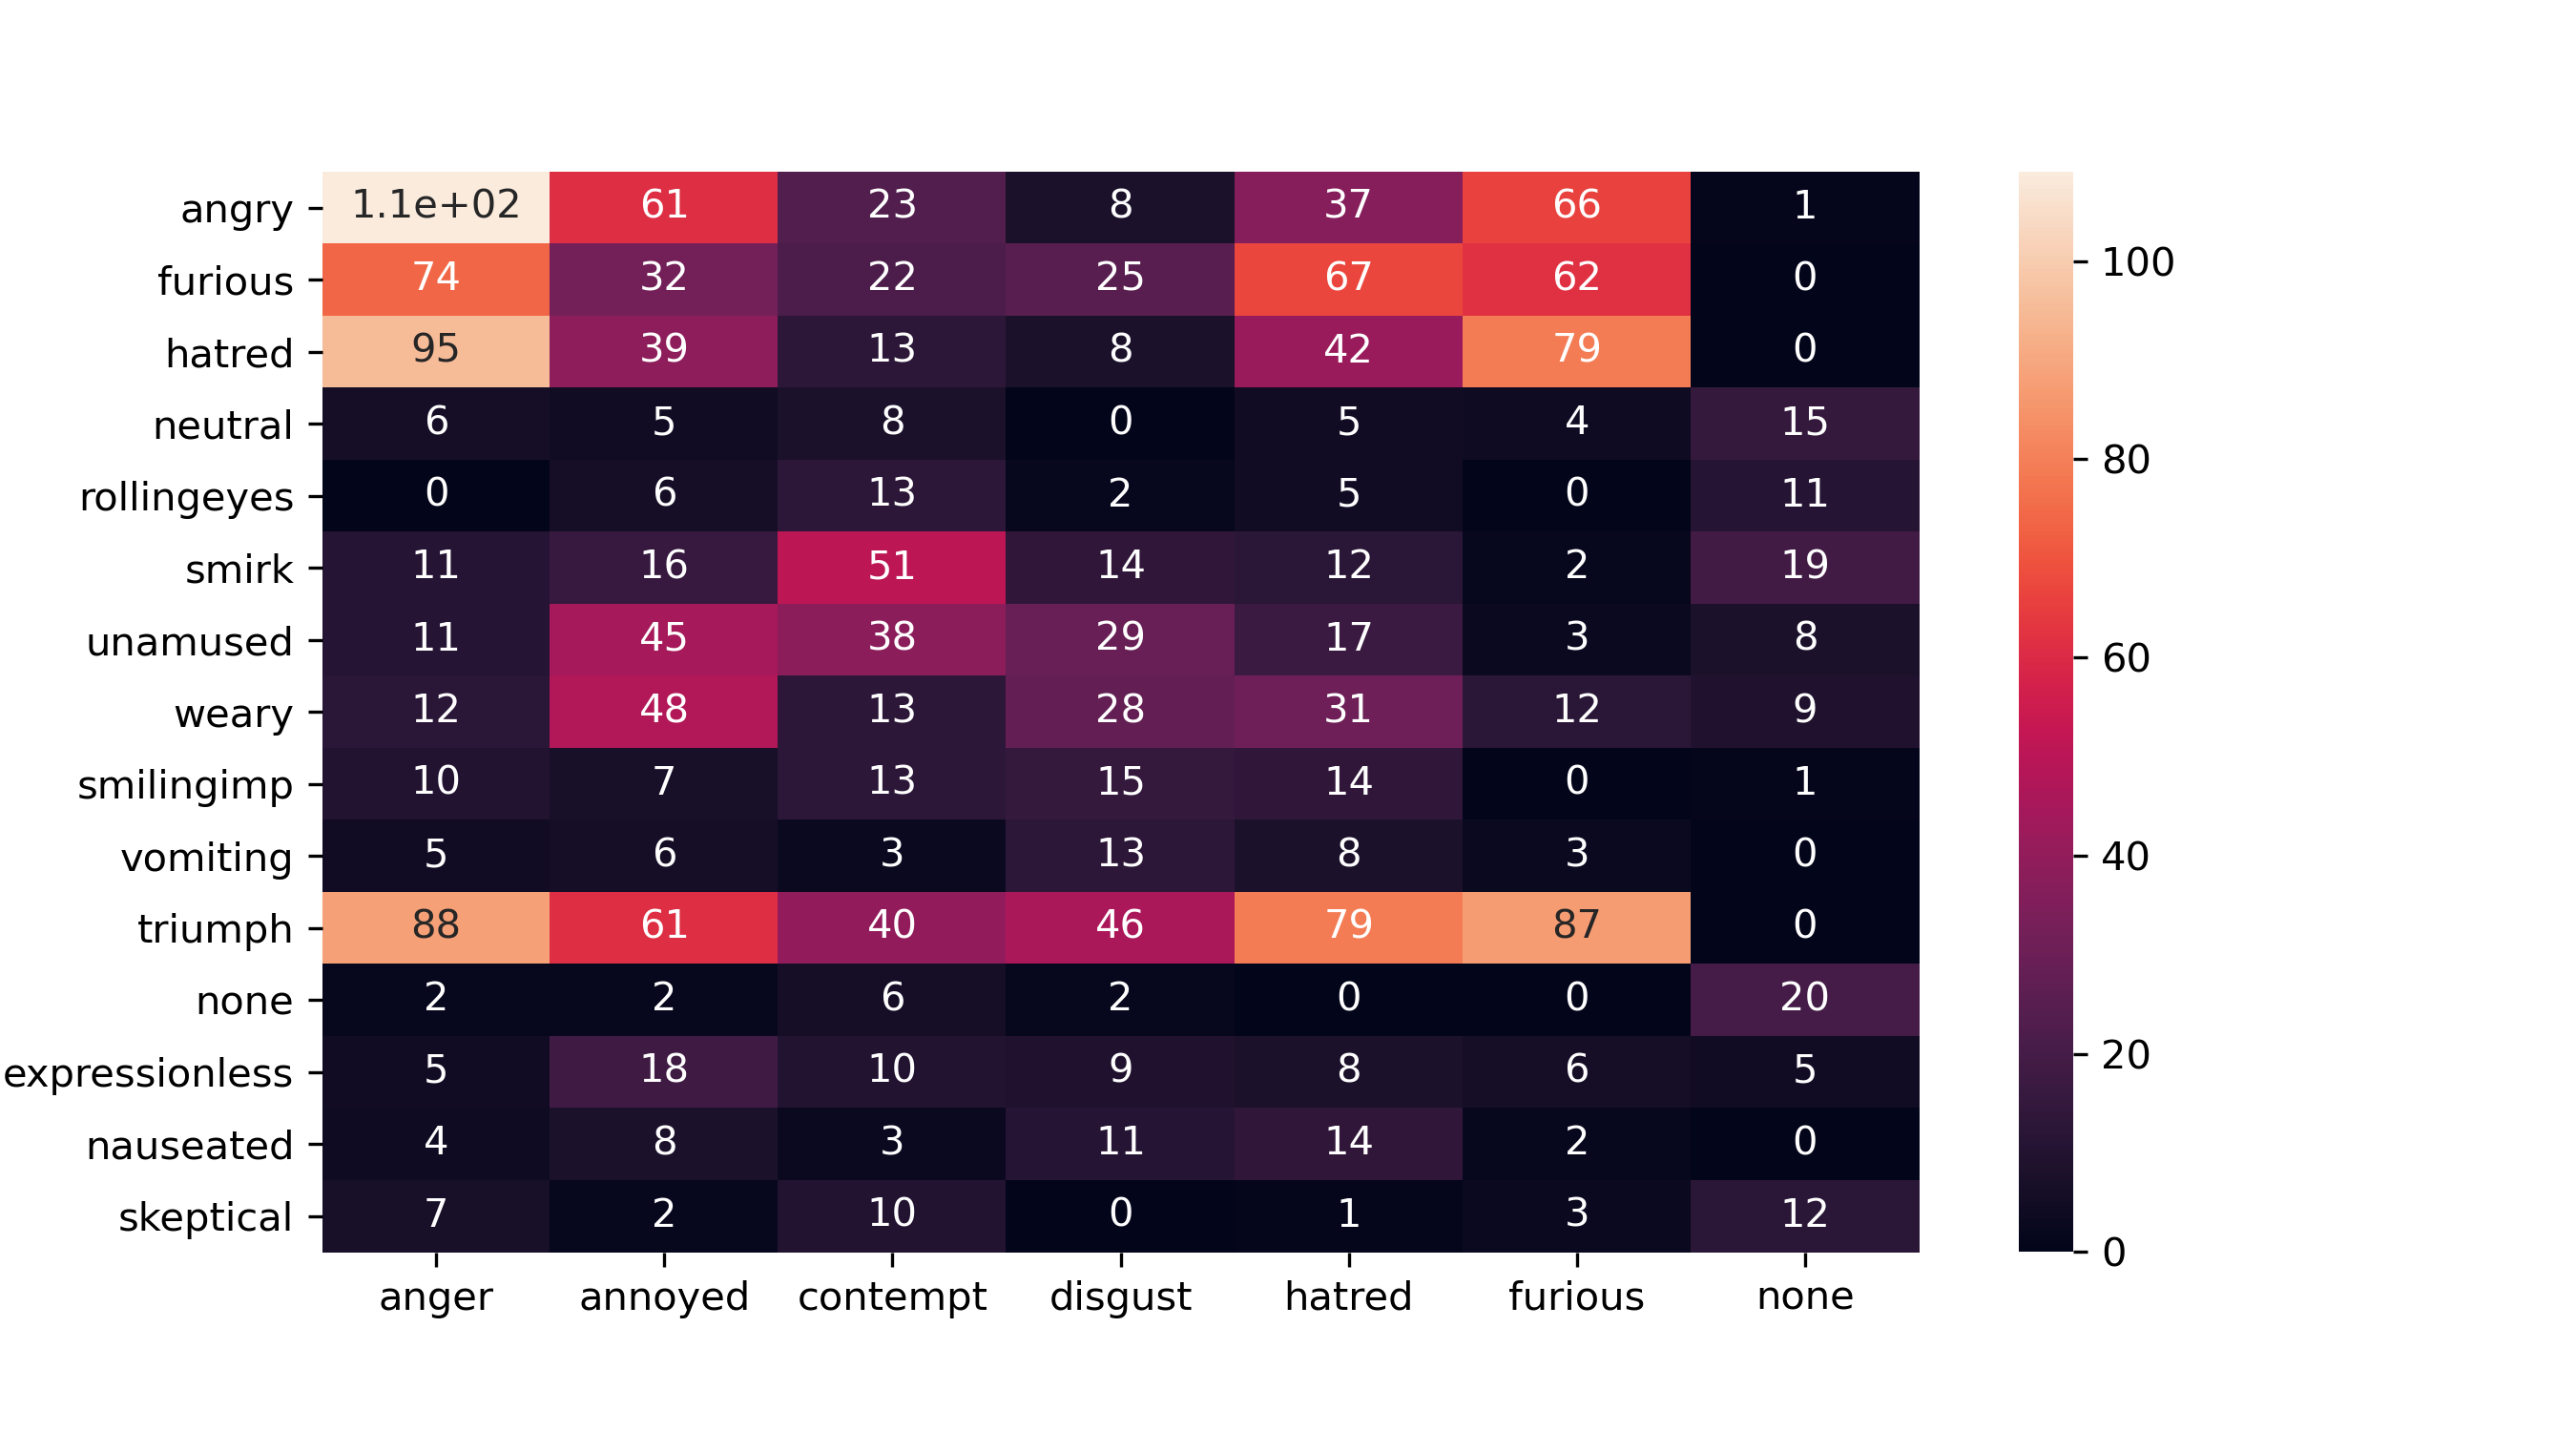 angry 1.1e+02 61 23 8 37 66 1
furious 74 32 22 25 67 62 0
hatred 95 39 13 8 42 79 0
neutral 6 5 8 0 5 4 15
rollingeyes 0 6 13 2 5 0 11
smirk 11 16 51 14 12 2 19
unamused 11 45 38 29 17 3 8
weary 12 48 13 28 31 12 9
smilingimp 10 7 13 15 14 0 1
vomiting 5 6 3 13 8 3 0
triumph 88 61 40 46 79 87 0
none 2 2 6 2 0 0 20
expressionless 5 18 10 9 8 6 5
nauseated 4 8 3 11 14 2 0
skeptical 7 2 10 0 1 3 12
anger annoyed contempt disgust hatred furious none
100
80
60
40
20
0